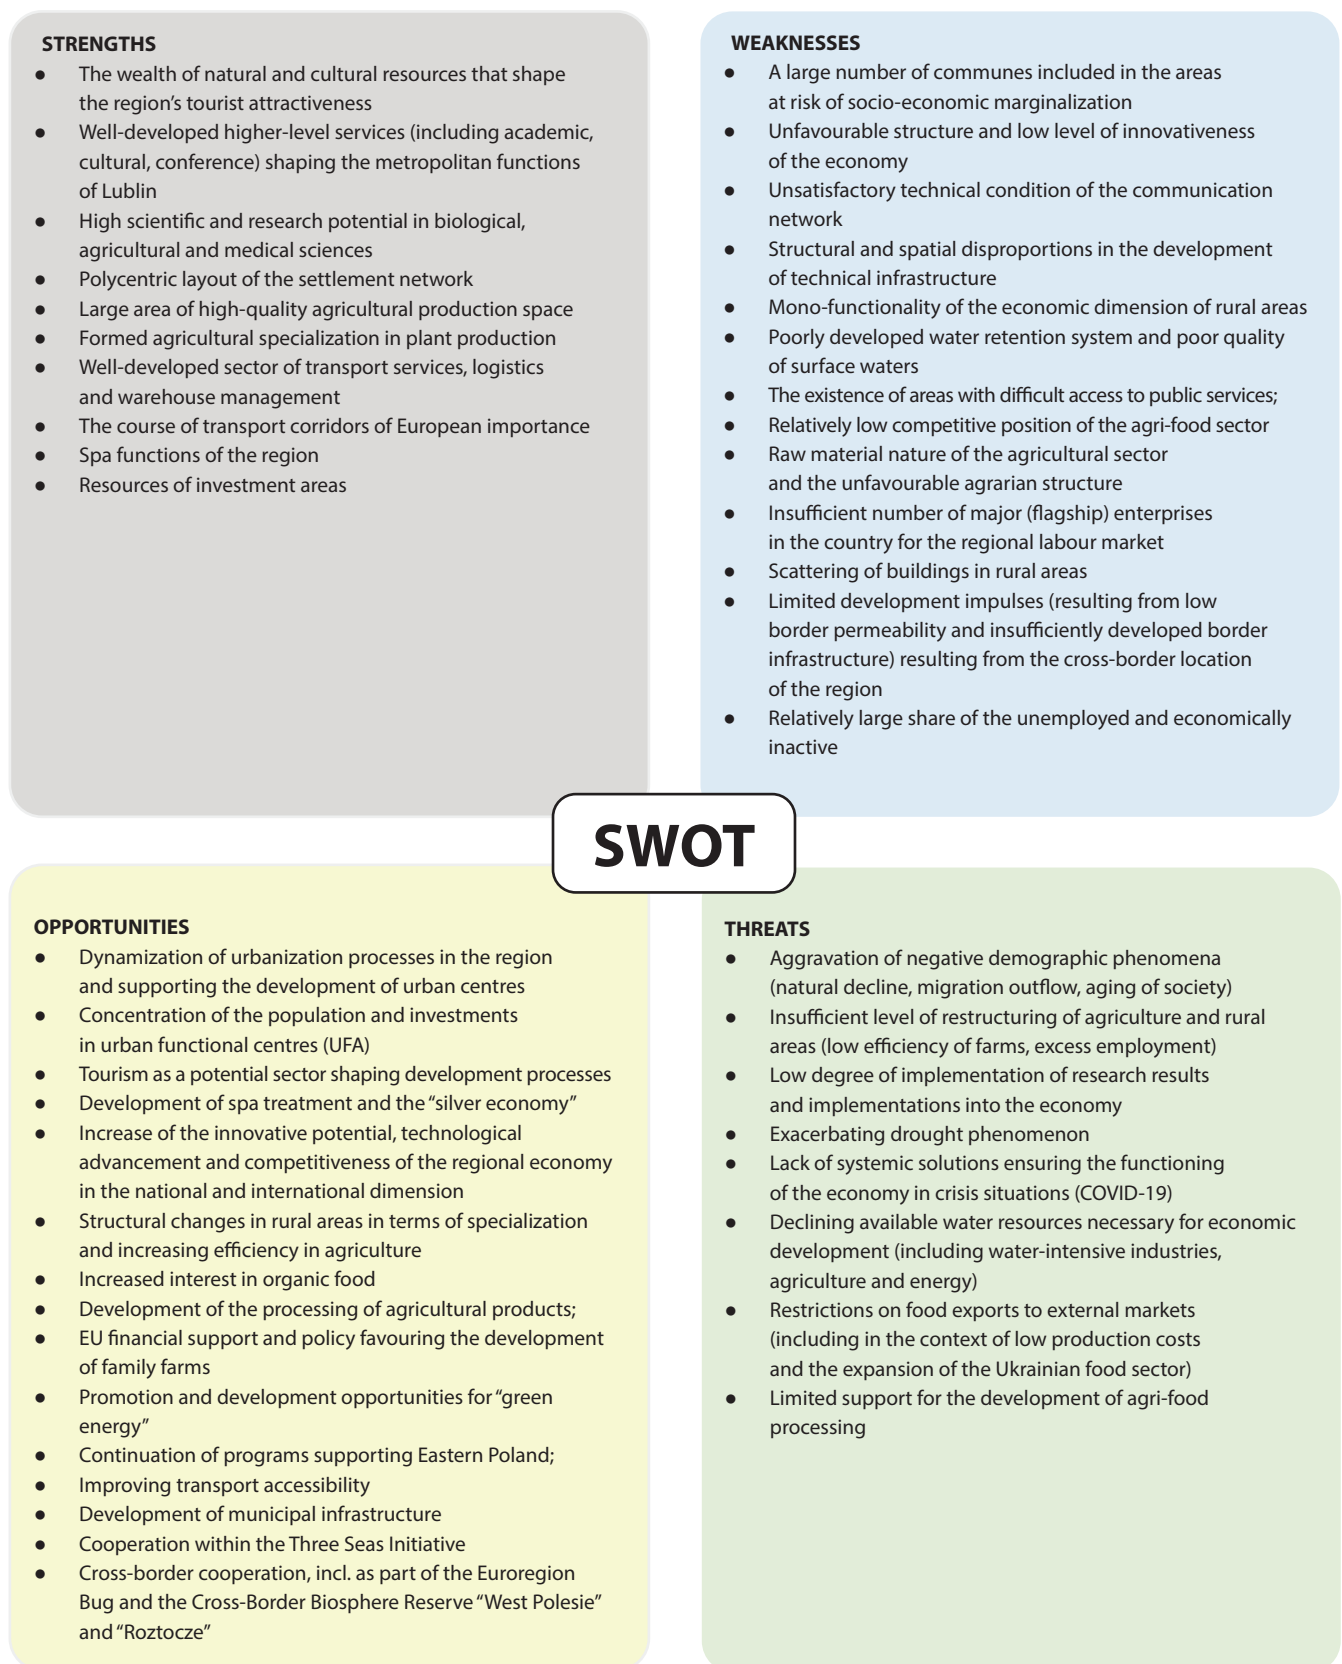 STRENGTHS
● The wealth of natural and cultural resources that shape
the region's tourist attractiveness
● Well-developed higher-level services (including academic,
cultural, conference) shaping the metropolitan functions
of Lublin
● High scientific and research potential in biological,
agricultural and medical sciences
● Polycentric layout of the settlement network
● Large area of high-quality agricultural production space
● Formed agricultural specialization in plant production
● Well-developed sector of transport services, logistics
and warehouse management
● The course of transport corridors of European importance
● Spa functions of the region
● Resources of investment areas
WEAKNESSES
● A large number of communes included in the areas
at risk of socio-economic marginalization
● Unfavourable structure and low level of innovativeness
of the economy
● Unsatisfactory technical condition of the communication
network
● Structural and spatial disproportions in the development
of technical infrastructure
● Mono-functionality of the economic dimension of rural areas
● Poorly developed water retention system and poor quality
of surface waters
● The existence of areas with difficult access to public services;
● Relatively low competitive position of the agri-food sector
● Raw material nature of the agricultural sector
and the unfavourable agrarian structure
● Insufficient number of major (flagship) enterprises
in the country for the regional labour market
● Scattering of buildings in rural areas
● Limited development impulses (resulting from low
border permeability and insufficiently developed border
infrastructure) resulting from the cross-border location
of the region
● Relatively large share of the unemployed and economically
inactive
SWOT
OPPORTUNITIES
● Dynamization of urbanization processes in the region
and supporting the development of urban centres
● Concentration of the population and investments
in urban functional centres (UFA)
● Tourism as a potential sector shaping development processes
● Development of spa treatment and the "silver economy"
● Increase of the innovative potential, technological
advancement and competitiveness of the regional economy
in the national and international dimension
● Structural changes in rural areas in terms of specialization
and increasing efficiency in agriculture
● Increased interest in organic food
● Development of the processing of agricultural products;
● EU financial support and policy favouring the development
of family farms
● Promotion and development opportunities for "green
energy"
● Continuation of programs supporting Eastern Poland;
● Improving transport accessibility
● Development of municipal infrastructure
● Cooperation within the Three Seas Initiative
● Cross-border cooperation, incl. as part of the Euroregion
Bug and the Cross-Border Biosphere Reserve "West Polesie"
and "Roztocze"
THREATS
● Aggravation of negative demographic phenomena
(natural decline, migration outflow, aging of society)
● Insufficient level of restructuring of agriculture and rural
areas (low efficiency of farms, excess employment)
● Low degree of implementation of research results
and implementations into the economy
● Exacerbating drought phenomenon
● Lack of systemic solutions ensuring the functioning
of the economy in crisis situations (COVID-19)
● Declining available water resources necessary for economic
development (including water-intensive industries,
agriculture and energy)
● Restrictions on food exports to external markets
(including in the context of low production costs
and the expansion of the Ukrainian food sector)
● Limited support for the development of agri-food
processing